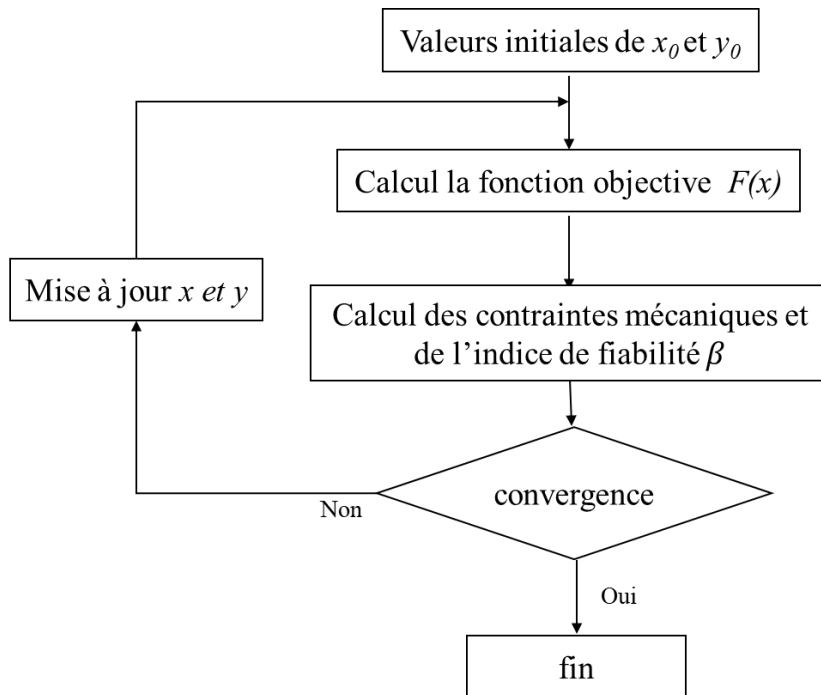 Valeurs initiales de x₀ et y₀
Calcul la fonction objective F(x)
Mise à jour x et y
Calcul des contraintes mécaniques et
de l’indice de fiabilité β
convergence
Non
Oui
fin